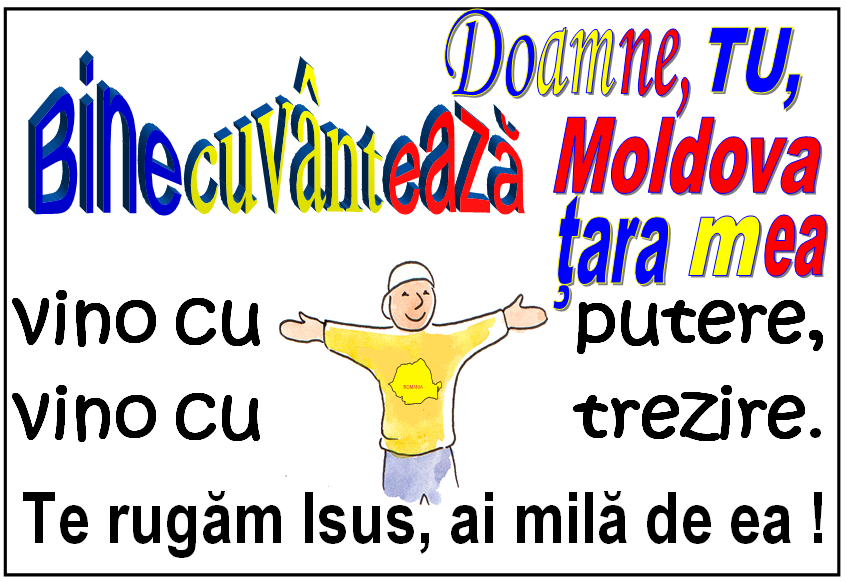 Binecuvântează Doamne, TU,
Moldova
țara mea
vino cu putere,
ROMANIA
vino cu trezire.
Te rugăm Isus, ai milă de ea !